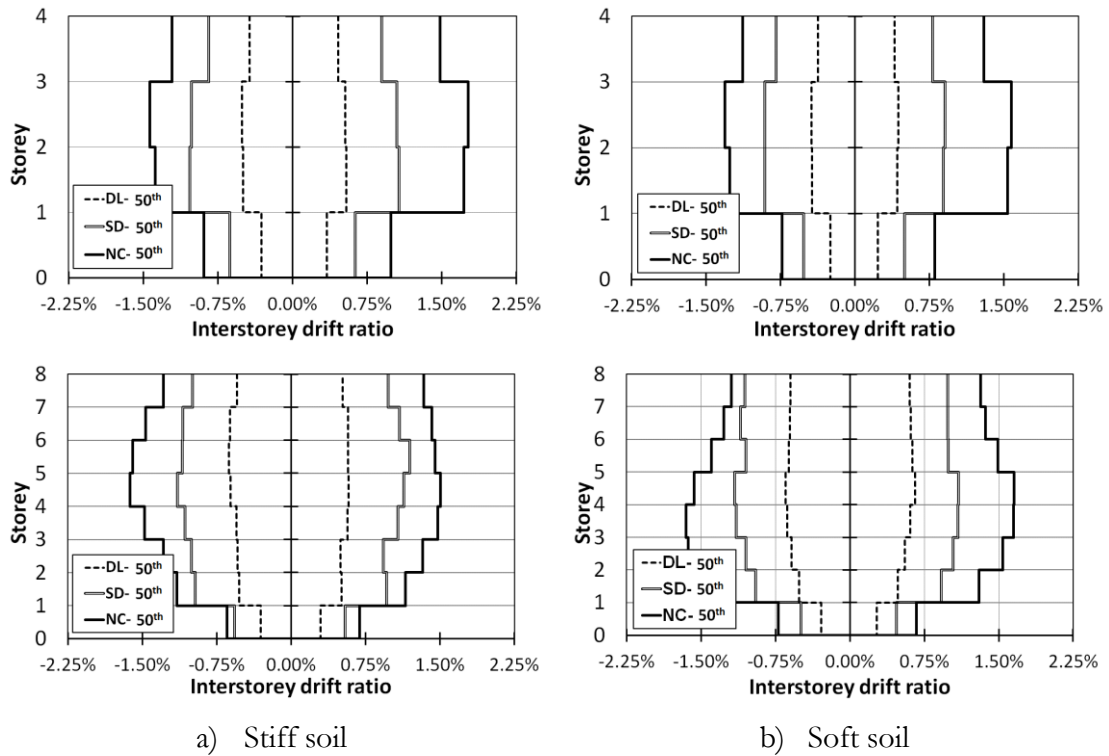 4
3
2
1
0
Storey
DL- 50th
SD- 50th
NC- 50th
-2.25% -1.50% -0.75% 0.00% 0.75% 1.50% 2.25%
Interstorey drift ratio
4
3
2
1
0
Storey
DL- 50th
SD- 50th
NC- 50th
-2.25% -1.50% -0.75% 0.00% 0.75% 1.50% 2.25%
Interstorey drift ratio
8
7
6
5
4
3
2
1
0
Storey
DL- 50th
SD- 50th
NC- 50th
-2.25% -1.50% -0.75% 0.00% 0.75% 1.50% 2.25%
Interstorey drift ratio
8
7
6
5
4
3
2
1
0
Storey
DL- 50th
SD- 50th
NC- 50th
-2.25% -1.50% -0.75% 0.00% 0.75% 1.50% 2.25%
Interstorey drift ratio
a) Stiff soil
b) Soft soil